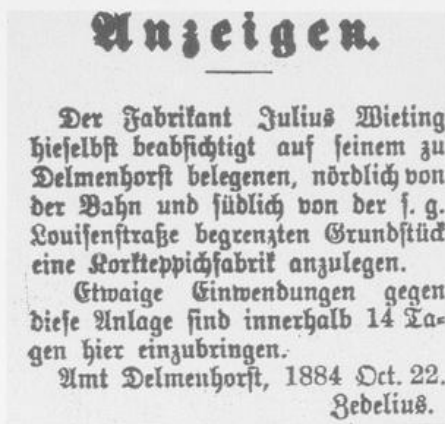 Anzeigen.
Der Fabrikant Julius Wieting
hieselbst beabsichtigt auf seinem zu
Delmenhorst belegenen, nördlich von
der Bahn und südlich von der s. g.
Louisenstraße begrenzten Grundstück
eine Korkteppichfabrik anzulegen.
Etwaige Einwendungen gegen
diese Anlage sind innerhalb 14 Ta-
gen hier einzubringen.
Amt Delmenhorst, 1884 Oct. 22.
Zedelius.